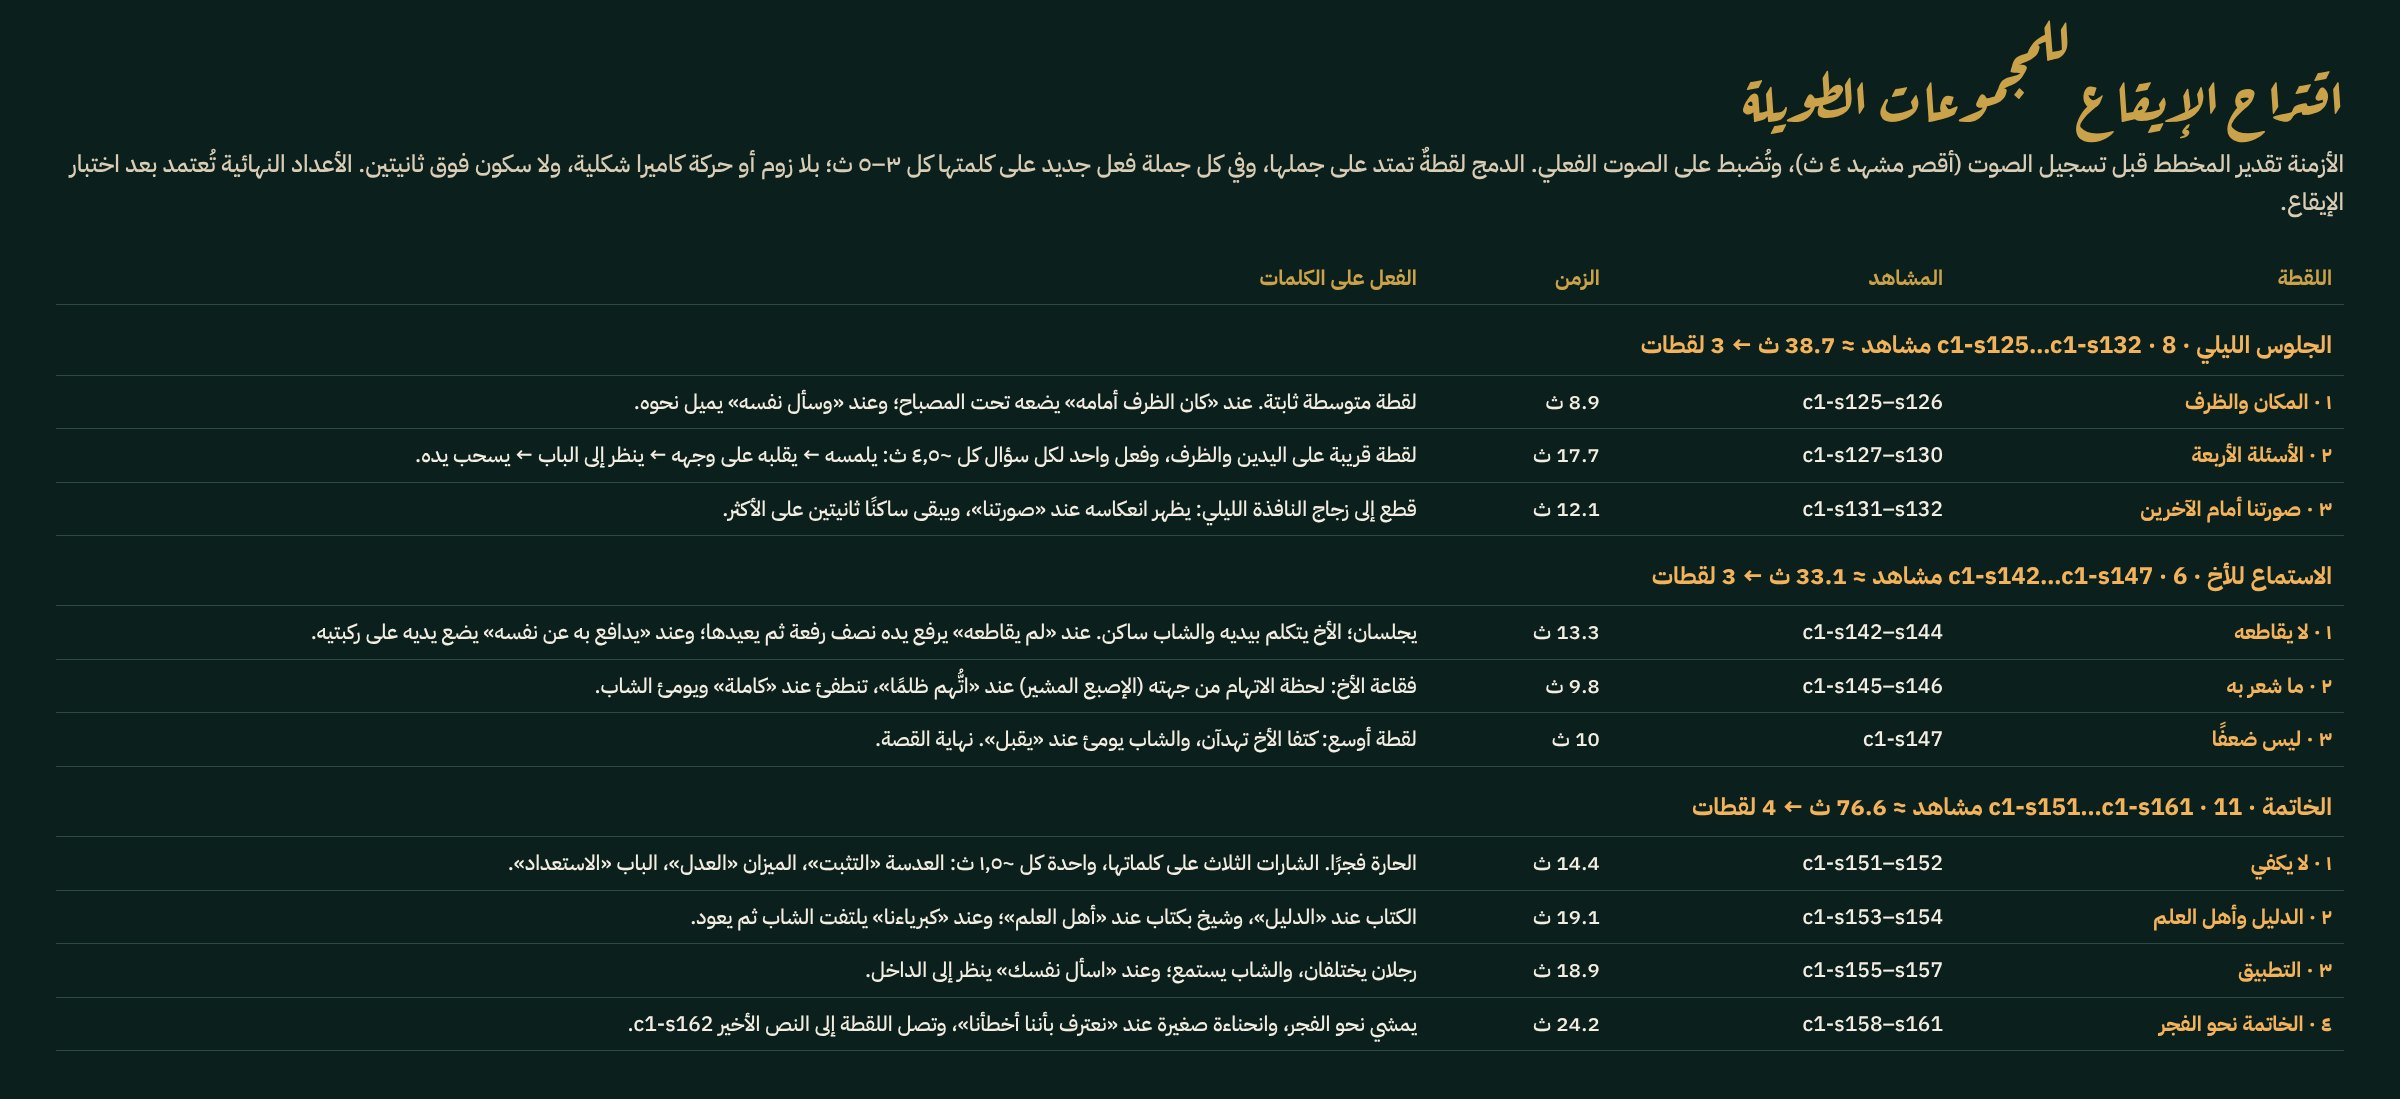 اقتراح الإيقاع للمجموعات الطويلة
الأزمنة تقدير المخطط قبل تسجيل الصوت (أقصر مشهد ٤ ث)، وتُضبط على الصوت الفعلي. الدمج لقطةٌ تمتد على جملها، وفي كل جملة فعل جديد على كلمتها كل ٣–٥ ث؛ بلا زوم أو حركة كاميرا شكلية، ولا سكون فوق ثانيتين. الأعداد النهائية تُعتمد بعد اختبار
الإيقاع.
اللقطة المشاهد الزمن الفعل على الكلمات
الجلوس الليلي · c1-s125…c1-s132 · 8 مشاهد ≈ 38.7 ث ← 3 لقطات
١ · المكان والظرف c1-s125–s126 8.9 ث لقطة متوسطة ثابتة. عند «كان الظرف أمامه» يضعه تحت المصباح؛ وعند «وسأل نفسه» يميل نحوه.
٢ · الأسئلة الأربعة c1-s127–s130 17.7 ث لقطة قريبة على اليدين والظرف، وفعل واحد لكل سؤال كل ~٤,٥ ث: يلمسه ← يقلبه على وجهه ← ينظر إلى الباب ← يسحب يده.
٣ · صورتنا أمام الآخرين c1-s131–s132 12.1 ث قطع إلى زجاج النافذة الليلي: يظهر انعكاسه عند «صورتنا»، ويبقى ساكنًا ثانيتين على الأكثر.
الاستماع للأخ · c1-s142…c1-s147 · 6 مشاهد ≈ 33.1 ث ← 3 لقطات
١ · لا يقاطعه c1-s142–s144 13.3 ث يجلسان؛ الأخ يتكلم بيديه والشاب ساكن. عند «لم يقاطعه» يرفع يده نصف رفعة ثم يعيدها؛ وعند «يدافع به عن نفسه» يضع يديه على ركبتيه.
٢ · ما شعر به c1-s145–s146 9.8 ث فقاعة الأخ: لحظة الاتهام من جهته (الإصبع المشير) عند «اتُّهم ظلمًا»، تنطفئ عند «كاملة» ويومئ الشاب.
٣ · ليس ضعفًا c1-s147 10 ث لقطة أوسع: كتفا الأخ تهدآن، والشاب يومئ عند «يقبل». نهاية القصة.
الخاتمة · c1-s151…c1-s161 · 11 مشاهد ≈ 76.6 ث ← 4 لقطات
١ · لا يكفي c1-s151–s152 14.4 ث الحارة فجرًا. الشارات الثلاث على كلماتها، واحدة كل ~١,٥ ث: العدسة «التثبت»، الميزان «العدل»، الباب «الاستعداد».
٢ · الدليل وأهل العلم c1-s153–s154 19.1 ث الكتاب عند «الدليل»، وشيخ بكتاب عند «أهل العلم»؛ وعند «كبرياءنا» يلتفت الشاب ثم يعود.
٣ · التطبيق c1-s155–s157 18.9 ث رجلان يختلفان، والشاب يستمع؛ وعند «اسأل نفسك» ينظر إلى الداخل.
٤ · الخاتمة نحو الفجر c1-s158–s161 24.2 ث يمشي نحو الفجر، وانحناءة صغيرة عند «نعترف بأننا أخطأنا»، وتصل اللقطة إلى النص الأخير c1-s162.